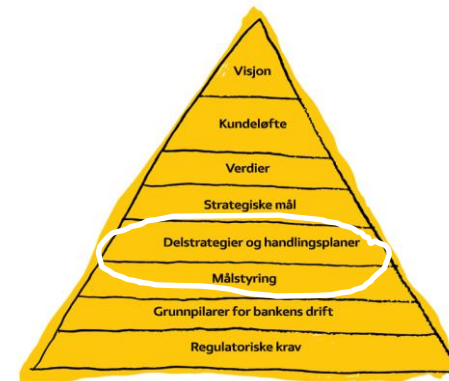 Visjon
Kundeløfte
Verdier
Strategiske mål
Delstrategier og handlingsplaner
Målstyring
Grunnpilarer for bankens drift
Regulatoriske krav